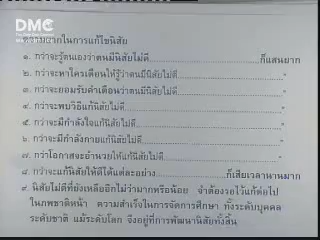 DMC
ความยากในการแก้ไขนิสัย
๑. กว่าจะรู้ตนเองว่าตนมีนิสัยไม่ดี..............................ก็แสนยาก
๒. กว่าจะหาใครเตือนให้รู้ว่าตนมีนิสัยไม่ดี.............................."
๓. กว่าจะยอมรับคำเตือนว่าตนมีนิสัยไม่ดี.............................."
๔. กว่าจะพบวิธีแก้นิสัยไม่ดี.............................."
๕. กว่าจะมีกำลังใจแก้นิสัยไม่ดี.............................."
๖. กว่าจะมีกำลังกายแก้นิสัยไม่ดี.............................."
๗. กว่าโอกาสจะอำนวยให้แก้นิสัยไม่ดี.............................."
๘. กว่าจะแก้นิสัยให้ดีได้แต่ละอย่าง....................ก็เสียเวลานานมาก
๙. นิสัยไม่ดีที่ยังเหลืออีกไม่ว่ามากหรือน้อย จำต้องรอไว้แก้ต่อไป
ในภพชาติหน้า ความสำเร็จในการจัดการศึกษา ทั้งระดับบุคคล
ระดับชาติ แม้ระดับโลก จึงอยู่ที่การพัฒนานิสัยทั้งสิ้น